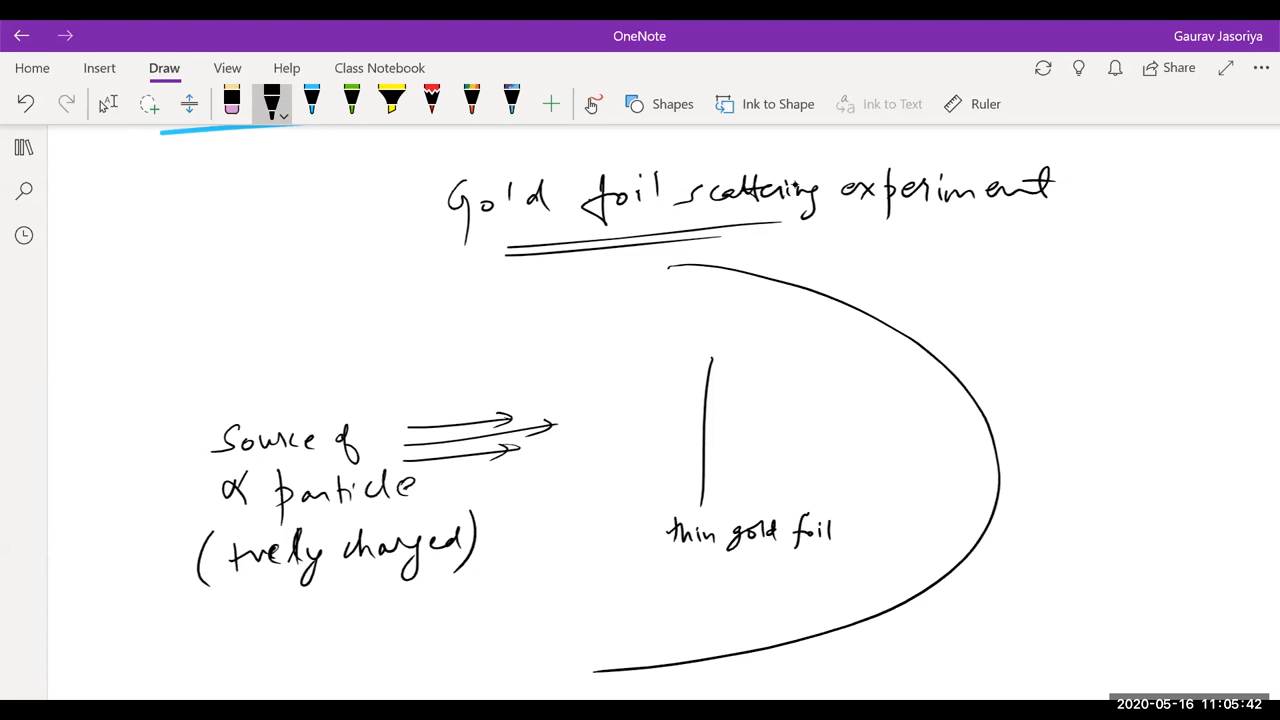 OneNote
Gaurav Jasoriya
Home Insert Draw View Help Class Notebook Share
Shapes Ink to Shape Ink to Text Ruler
Gold foil scattering experiment
Source of
α particle
(+vely charged)
thin gold foil
2020-05-16 11:05:42